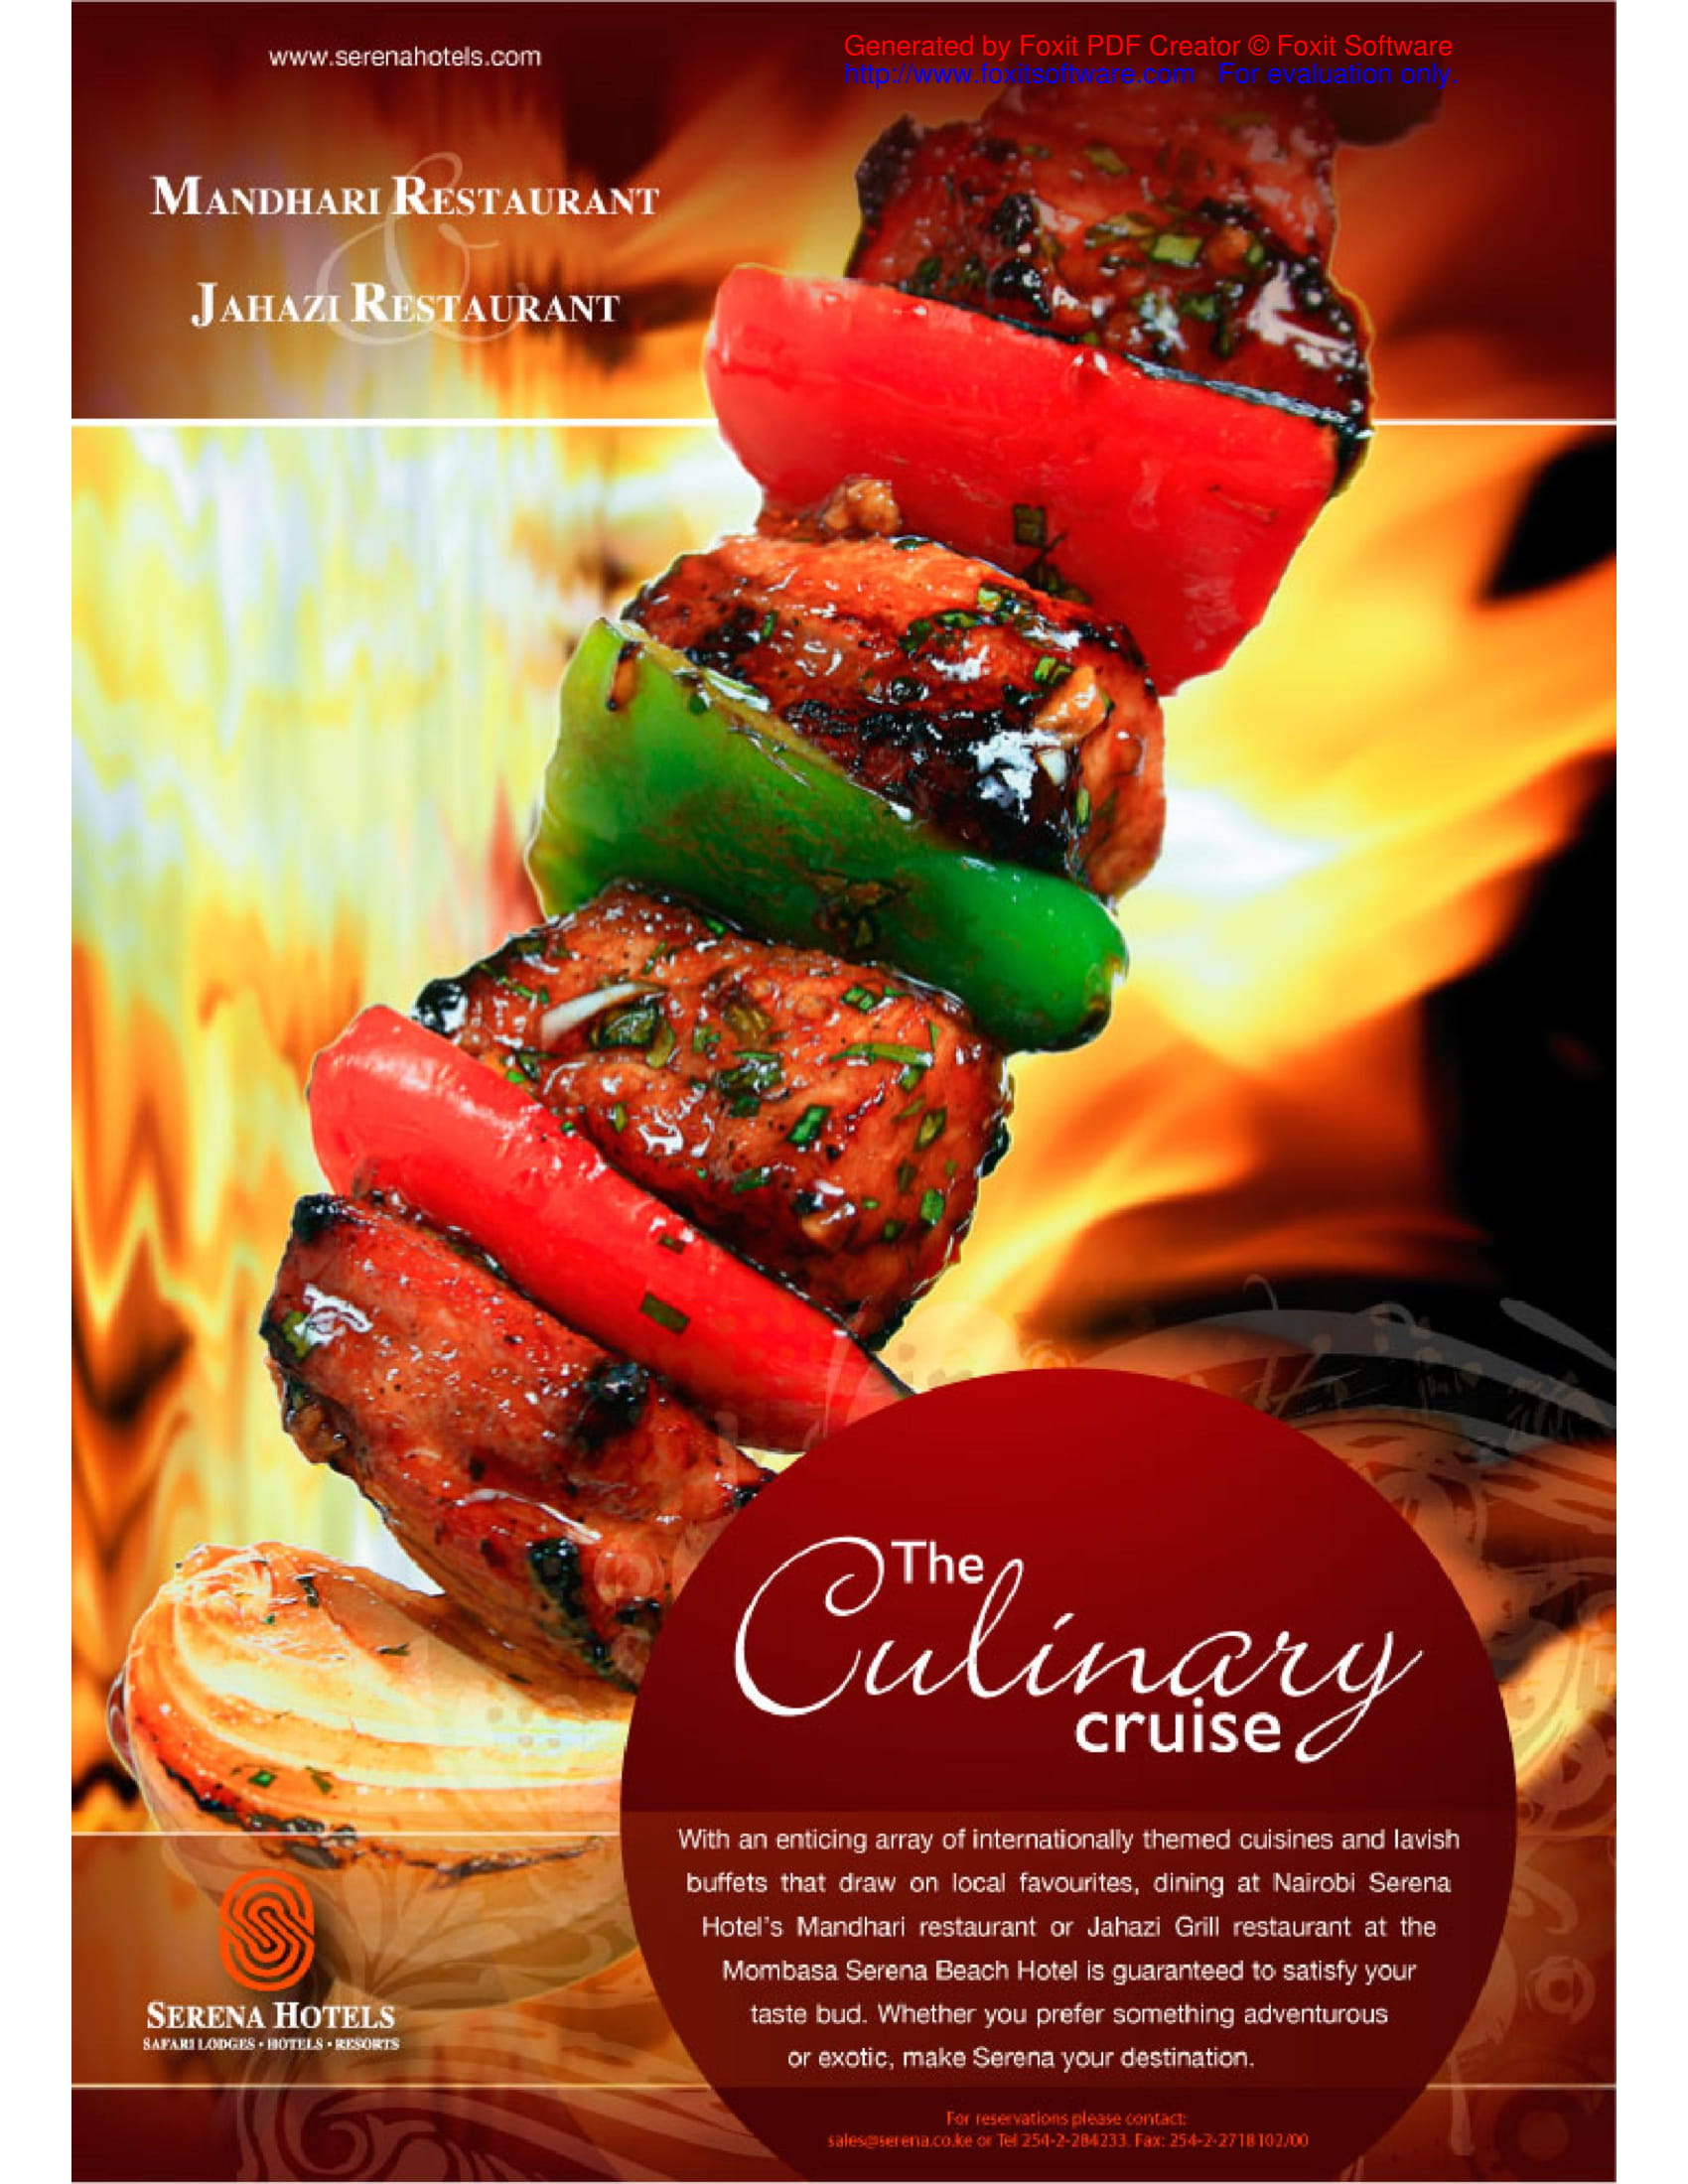 www.serenahotels.com
Generated by Foxit PDF Creator © Foxit Software
http://www.foxitsoftware.com   For evaluation only.
MANDHARI RESTAURANT
&
JAHAZI RESTAURANT
The
Culinary
cruise
With an enticing array of internationally themed cuisines and lavish
buffets that draw on local favourites, dining at Nairobi Serena
Hotel's Mandhari restaurant or Jahazi Grill restaurant at the
Mombasa Serena Beach Hotel is guaranteed to satisfy your
taste bud. Whether you prefer something adventurous
or exotic, make Serena your destination.
SERENA HOTELS
SAFARI LODGES • HOTELS • RESORTS
For reservations please contact:
sales@serena.co.ke or Tel 254-2-284233, Fax: 254-2-2718102/00